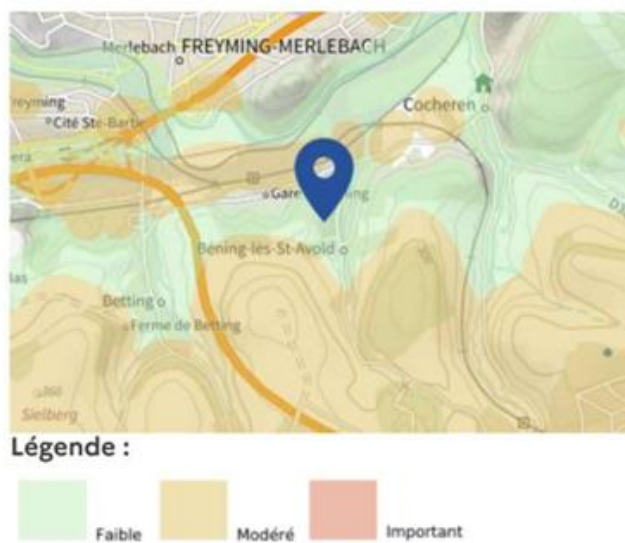 Merlebach FREYMING-MERLEBACH
Freyming
Cité Ste-Barbe
Cocheren
Gare
Bening-lès-St-Avold
Betting
Ferme de Betting
Sielberg
Légende :
Faible Modéré Important